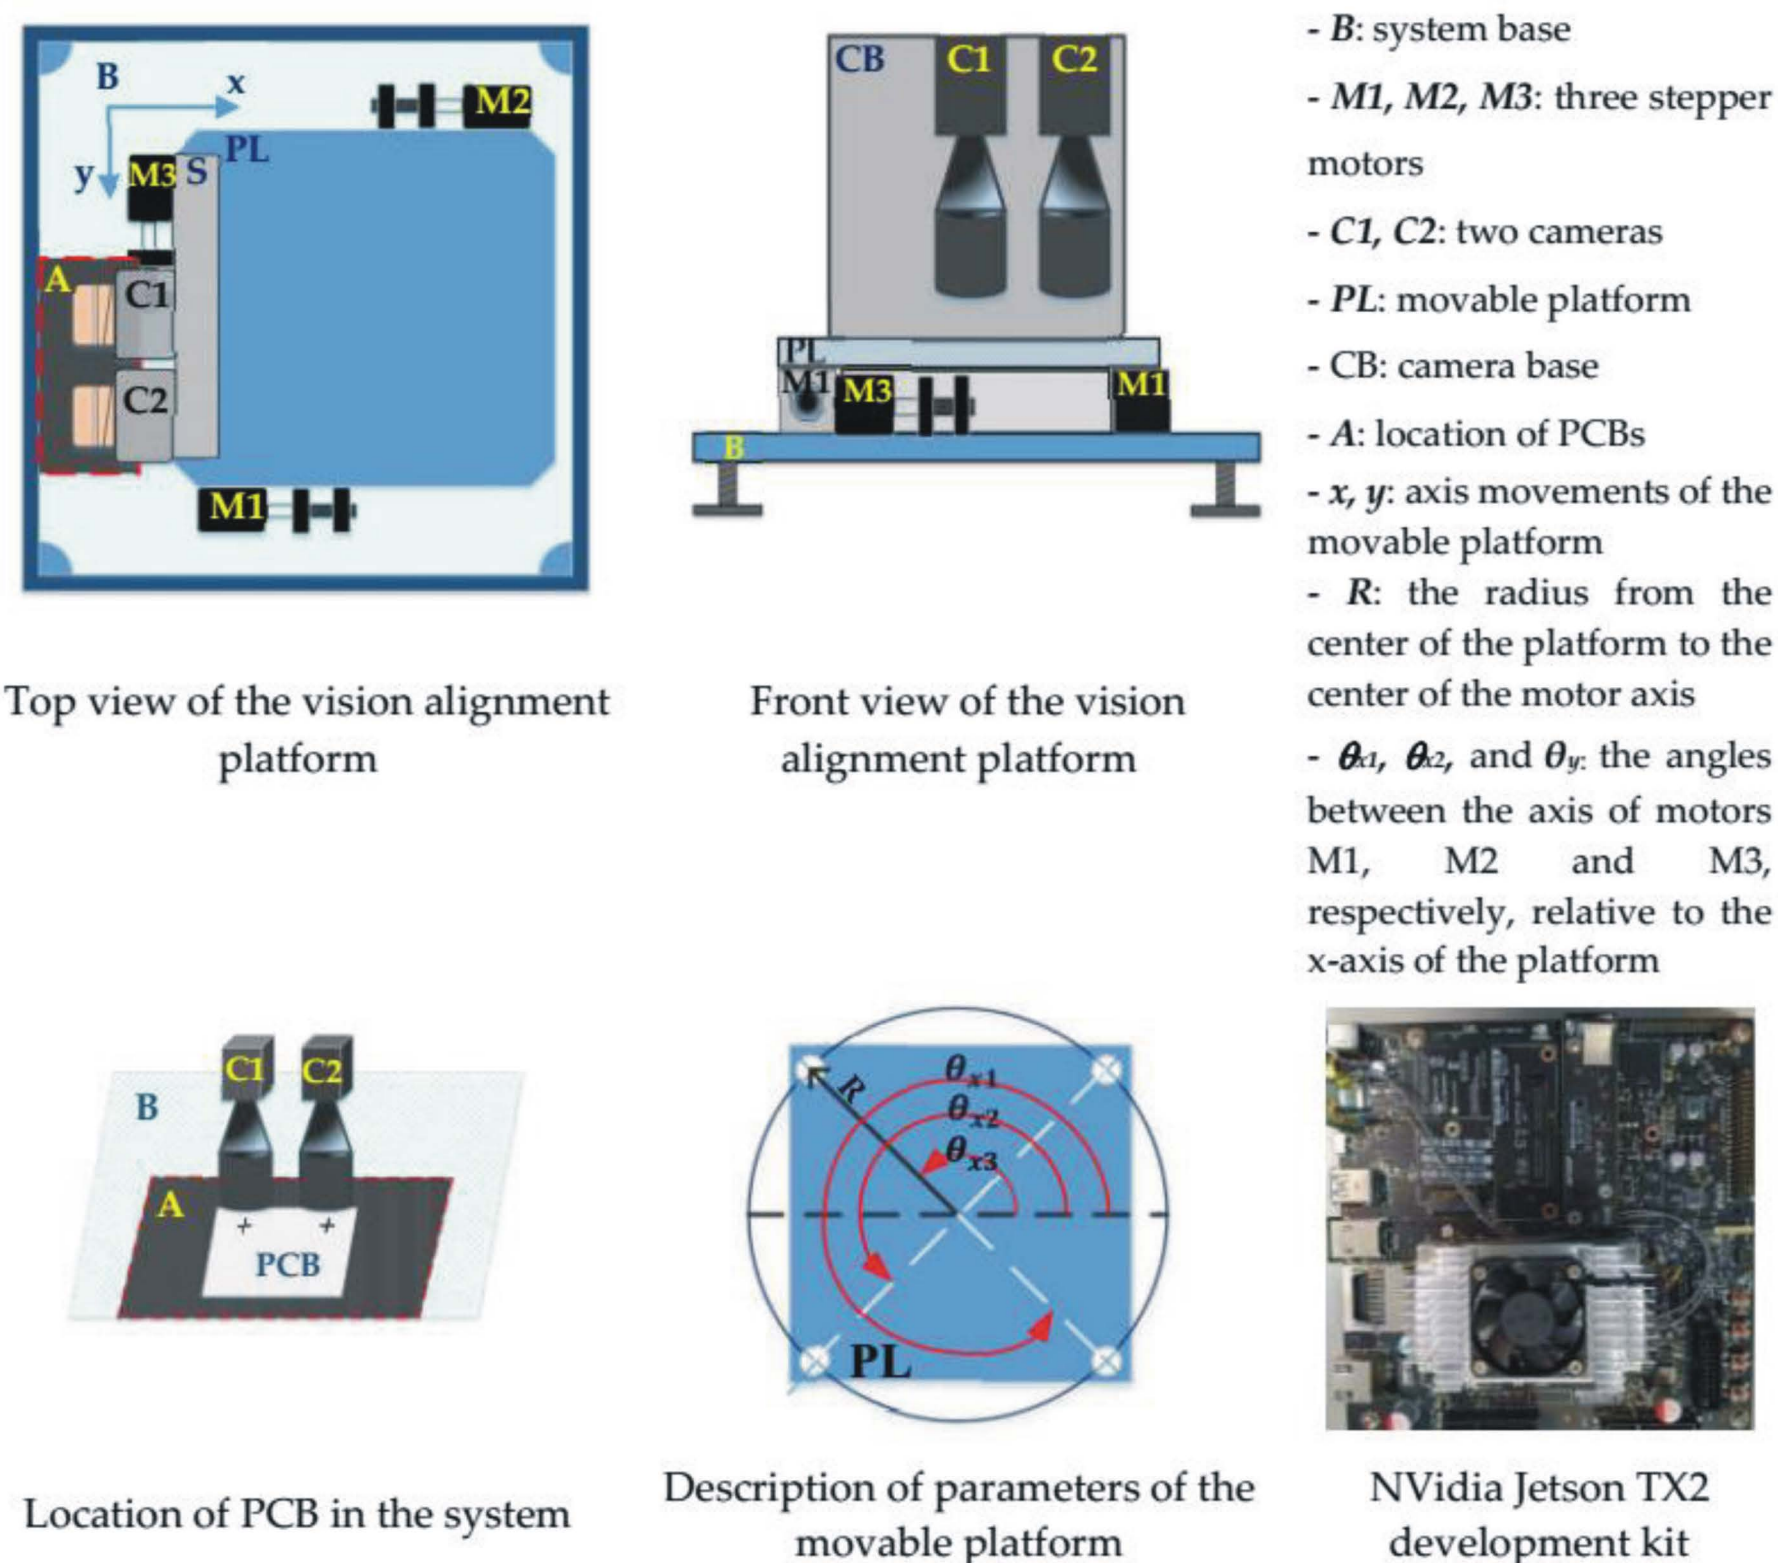 B
x
M2
PL
y
M3
S
A
C1
C2
M1
CB
C1
C2
PL
M1
M3
M1
B
- B: system base
- M1, M2, M3: three stepper
motors
- C1, C2: two cameras
- PL: movable platform
- CB: camera base
- A: location of PCBs
- x, y: axis movements of the
movable platform
- R: the radius from the
center of the platform to the
center of the motor axis
- θx1, θx2, and θy: the angles
between the axis of motors
M1, M2 and M3,
respectively, relative to the
x-axis of the platform
Top view of the vision alignment
platform
Front view of the vision
alignment platform
C1
C2
B
A
+ +
PCB
R
θx1
θx2
θx3
PL
Location of PCB in the system
Description of parameters of the
movable platform
NVidia Jetson TX2
development kit